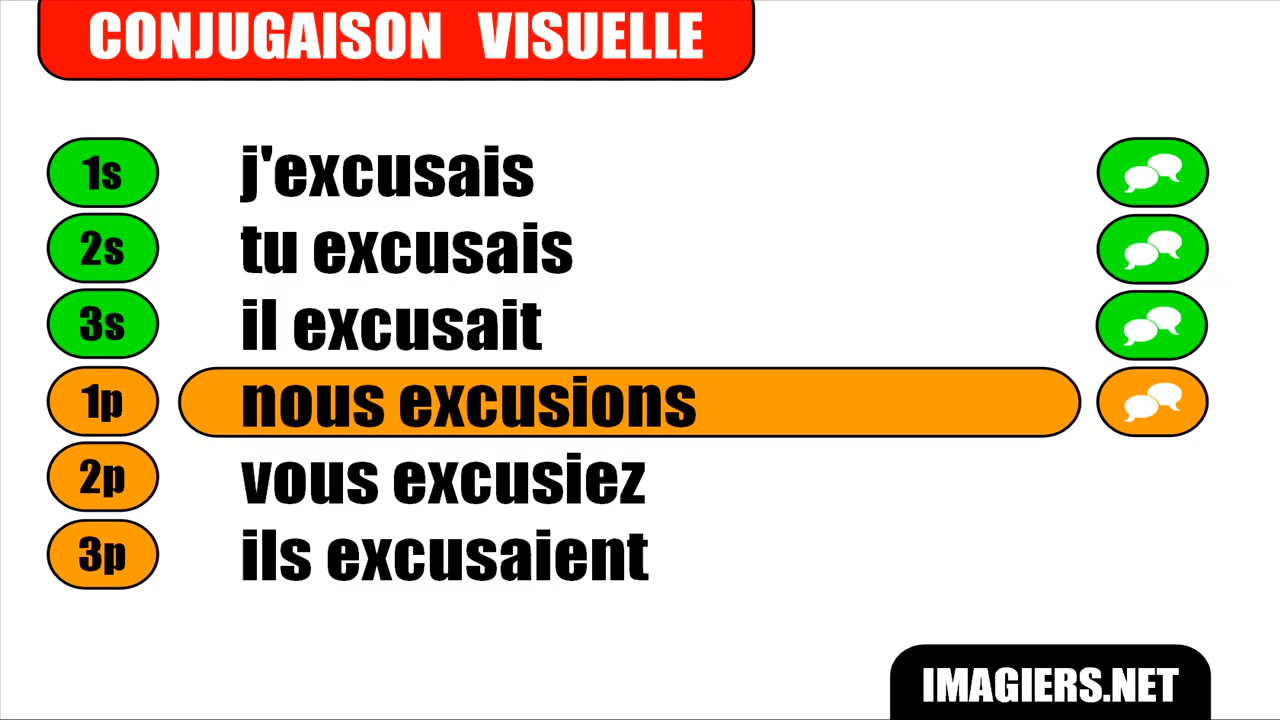 CONJUGAISON VISUELLE
1s j'excusais
2s tu excusais
3s il excusait
1p nous excusions
2p vous excusiez
3p ils excusaient
IMAGIERS.NET